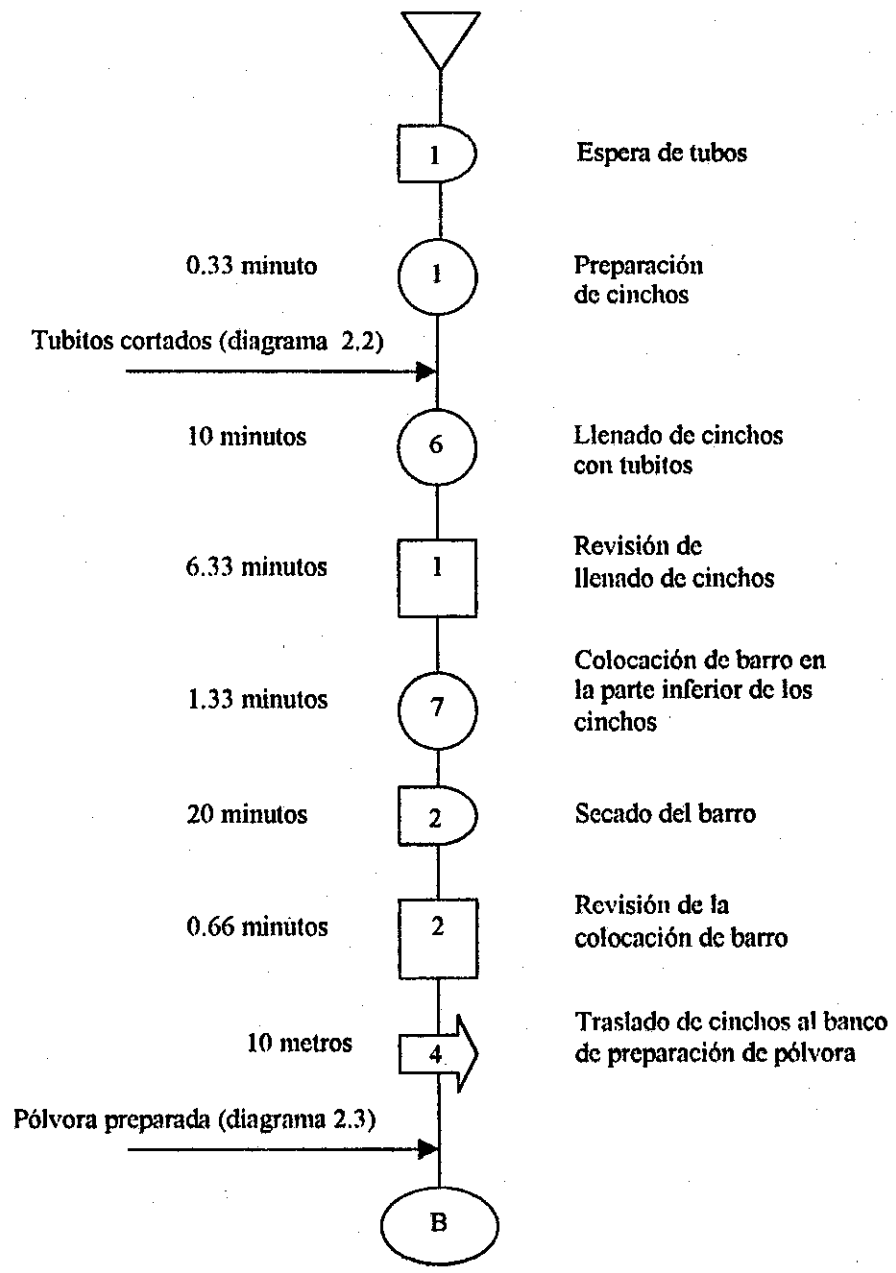 1
Espera de tubos
0.33 minuto
1
Preparación
de cinchos
Tubitos cortados (diagrama 2.2)
10 minutos
6
Llenado de cinchos
con tubitos
6.33 minutos
1
Revisión de
llenado de cinchos
1.33 minutos
7
Colocación de barro en
la parte inferior de los
cinchos
20 minutos
2
Secado del barro
0.66 minutos
2
Revisión de la
colocación de barro
10 metros
4
Traslado de cinchos al banco
de preparación de pólvora
Pólvora preparada (diagrama 2.3)
B